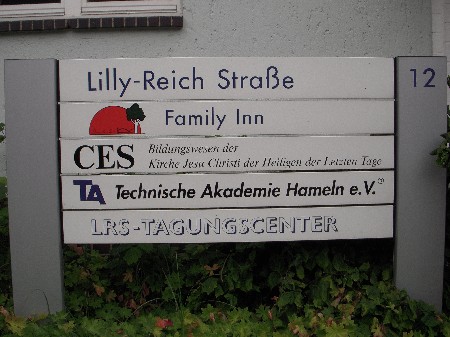 Lilly-Reich Straße
12
Family Inn
CES
Bildungswesen der
Kirche Jesu Christi der Heiligen der Letzten Tage
TA Technische Akademie Hameln e.V.®
LRS-TAGUNGSCENTER